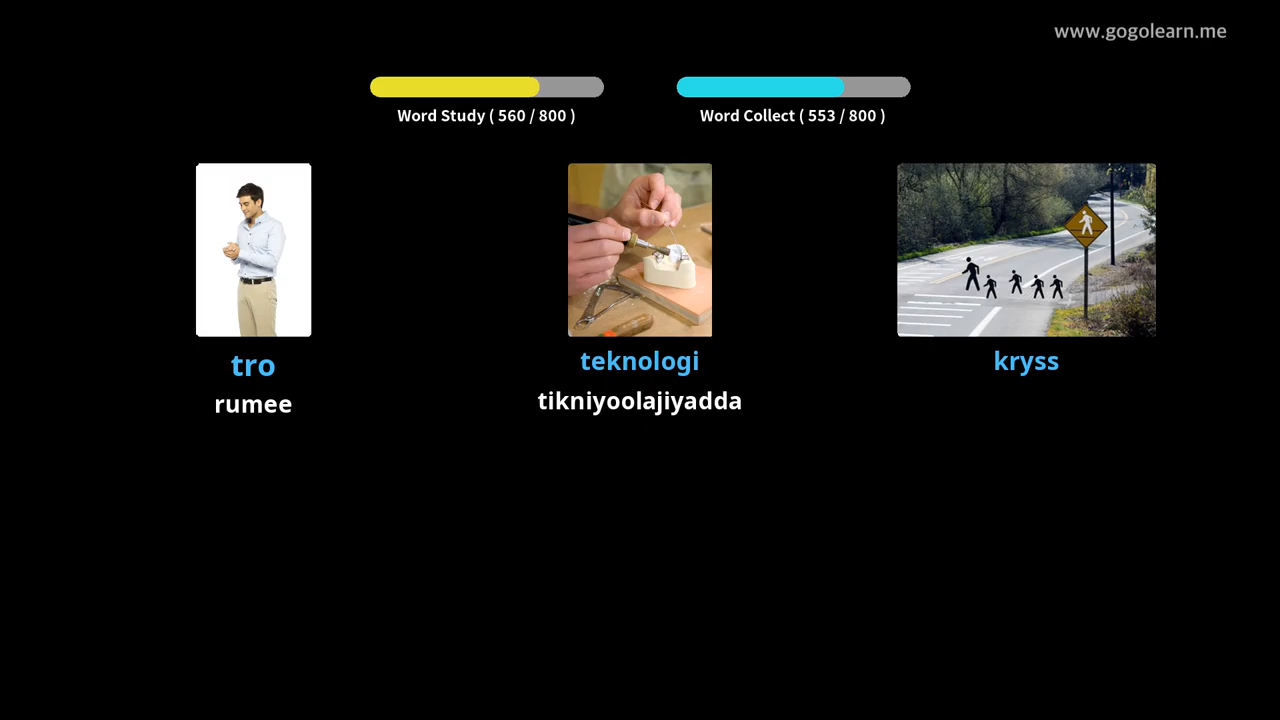 www.gogolearn.me
Word Study ( 560 / 800 )
Word Collect ( 553 / 800 )
tro
rumee
teknologi
tikniyoolajiyadda
kryss